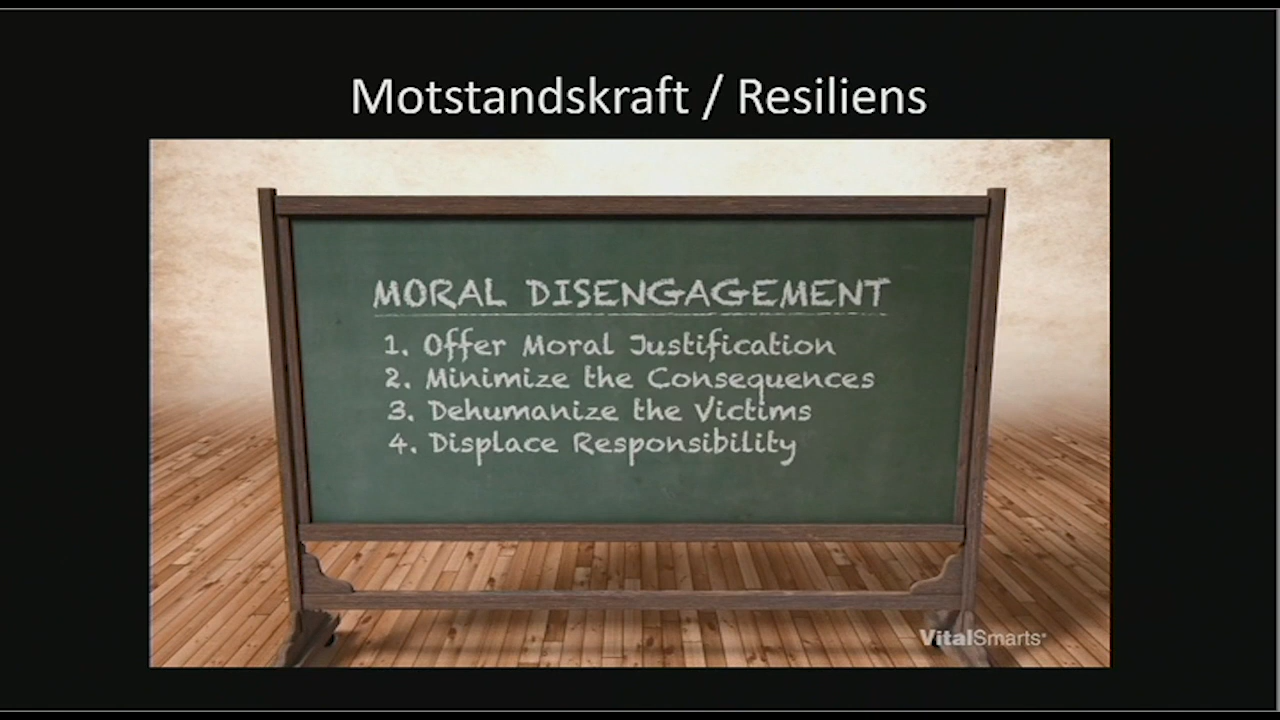 Motstandskraft / Resiliens
MORAL DISENGAGEMENT
1. Offer Moral Justification
2. Minimize the Consequences
3. Dehumanize the Victims
4. Displace Responsibility
VitalSmarts